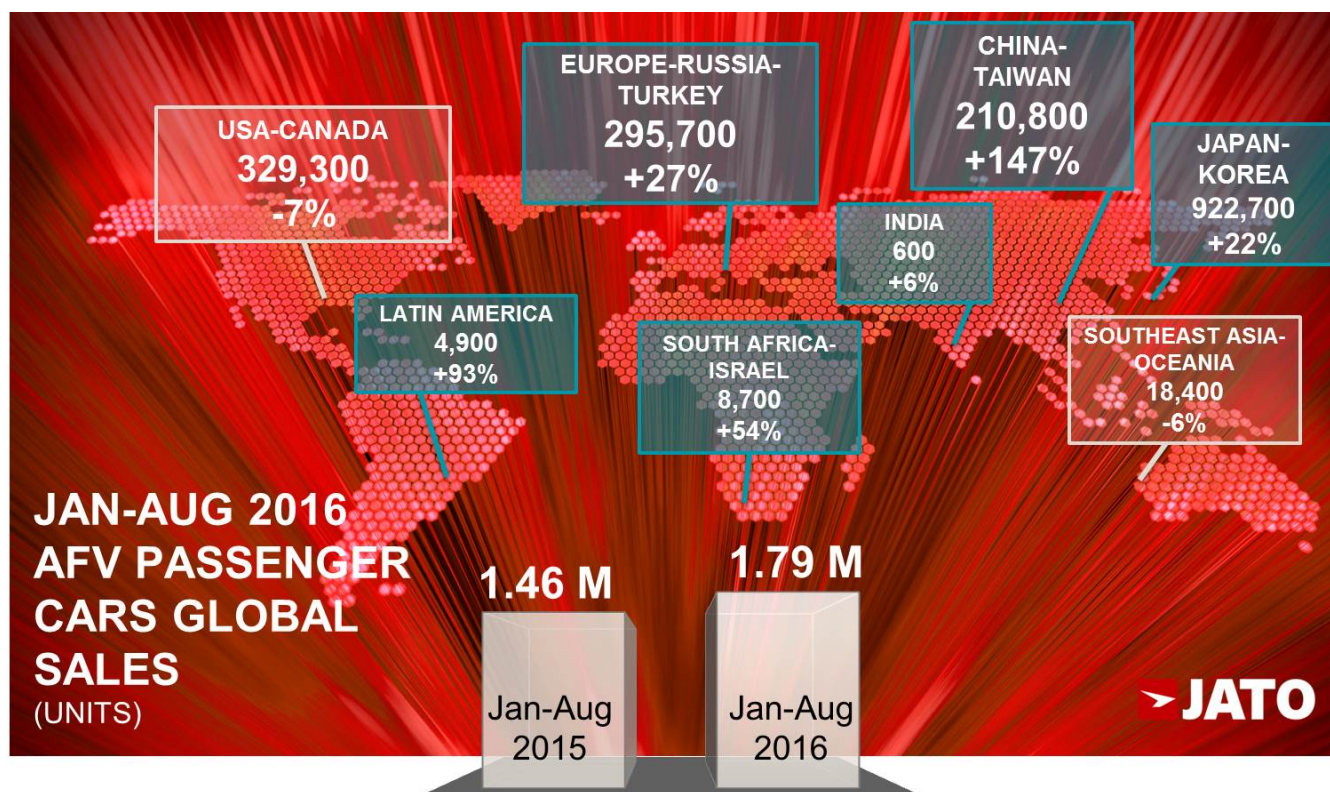 USA-CANADA
329,300
-7%
EUROPE-RUSSIA-
TURKEY
295,700
+27%
CHINA-
TAIWAN
210,800
+147%
JAPAN-
KOREA
922,700
+22%
INDIA
600
+6%
LATIN AMERICA
4,900
+93%
SOUTH AFRICA-
ISRAEL
8,700
+54%
SOUTHEAST ASIA-
OCEANIA
18,400
-6%
JAN-AUG 2016
AFV PASSENGER
CARS GLOBAL
SALES
(UNITS)
1.46 M
Jan-Aug
2015
1.79 M
Jan-Aug
2016
JATO